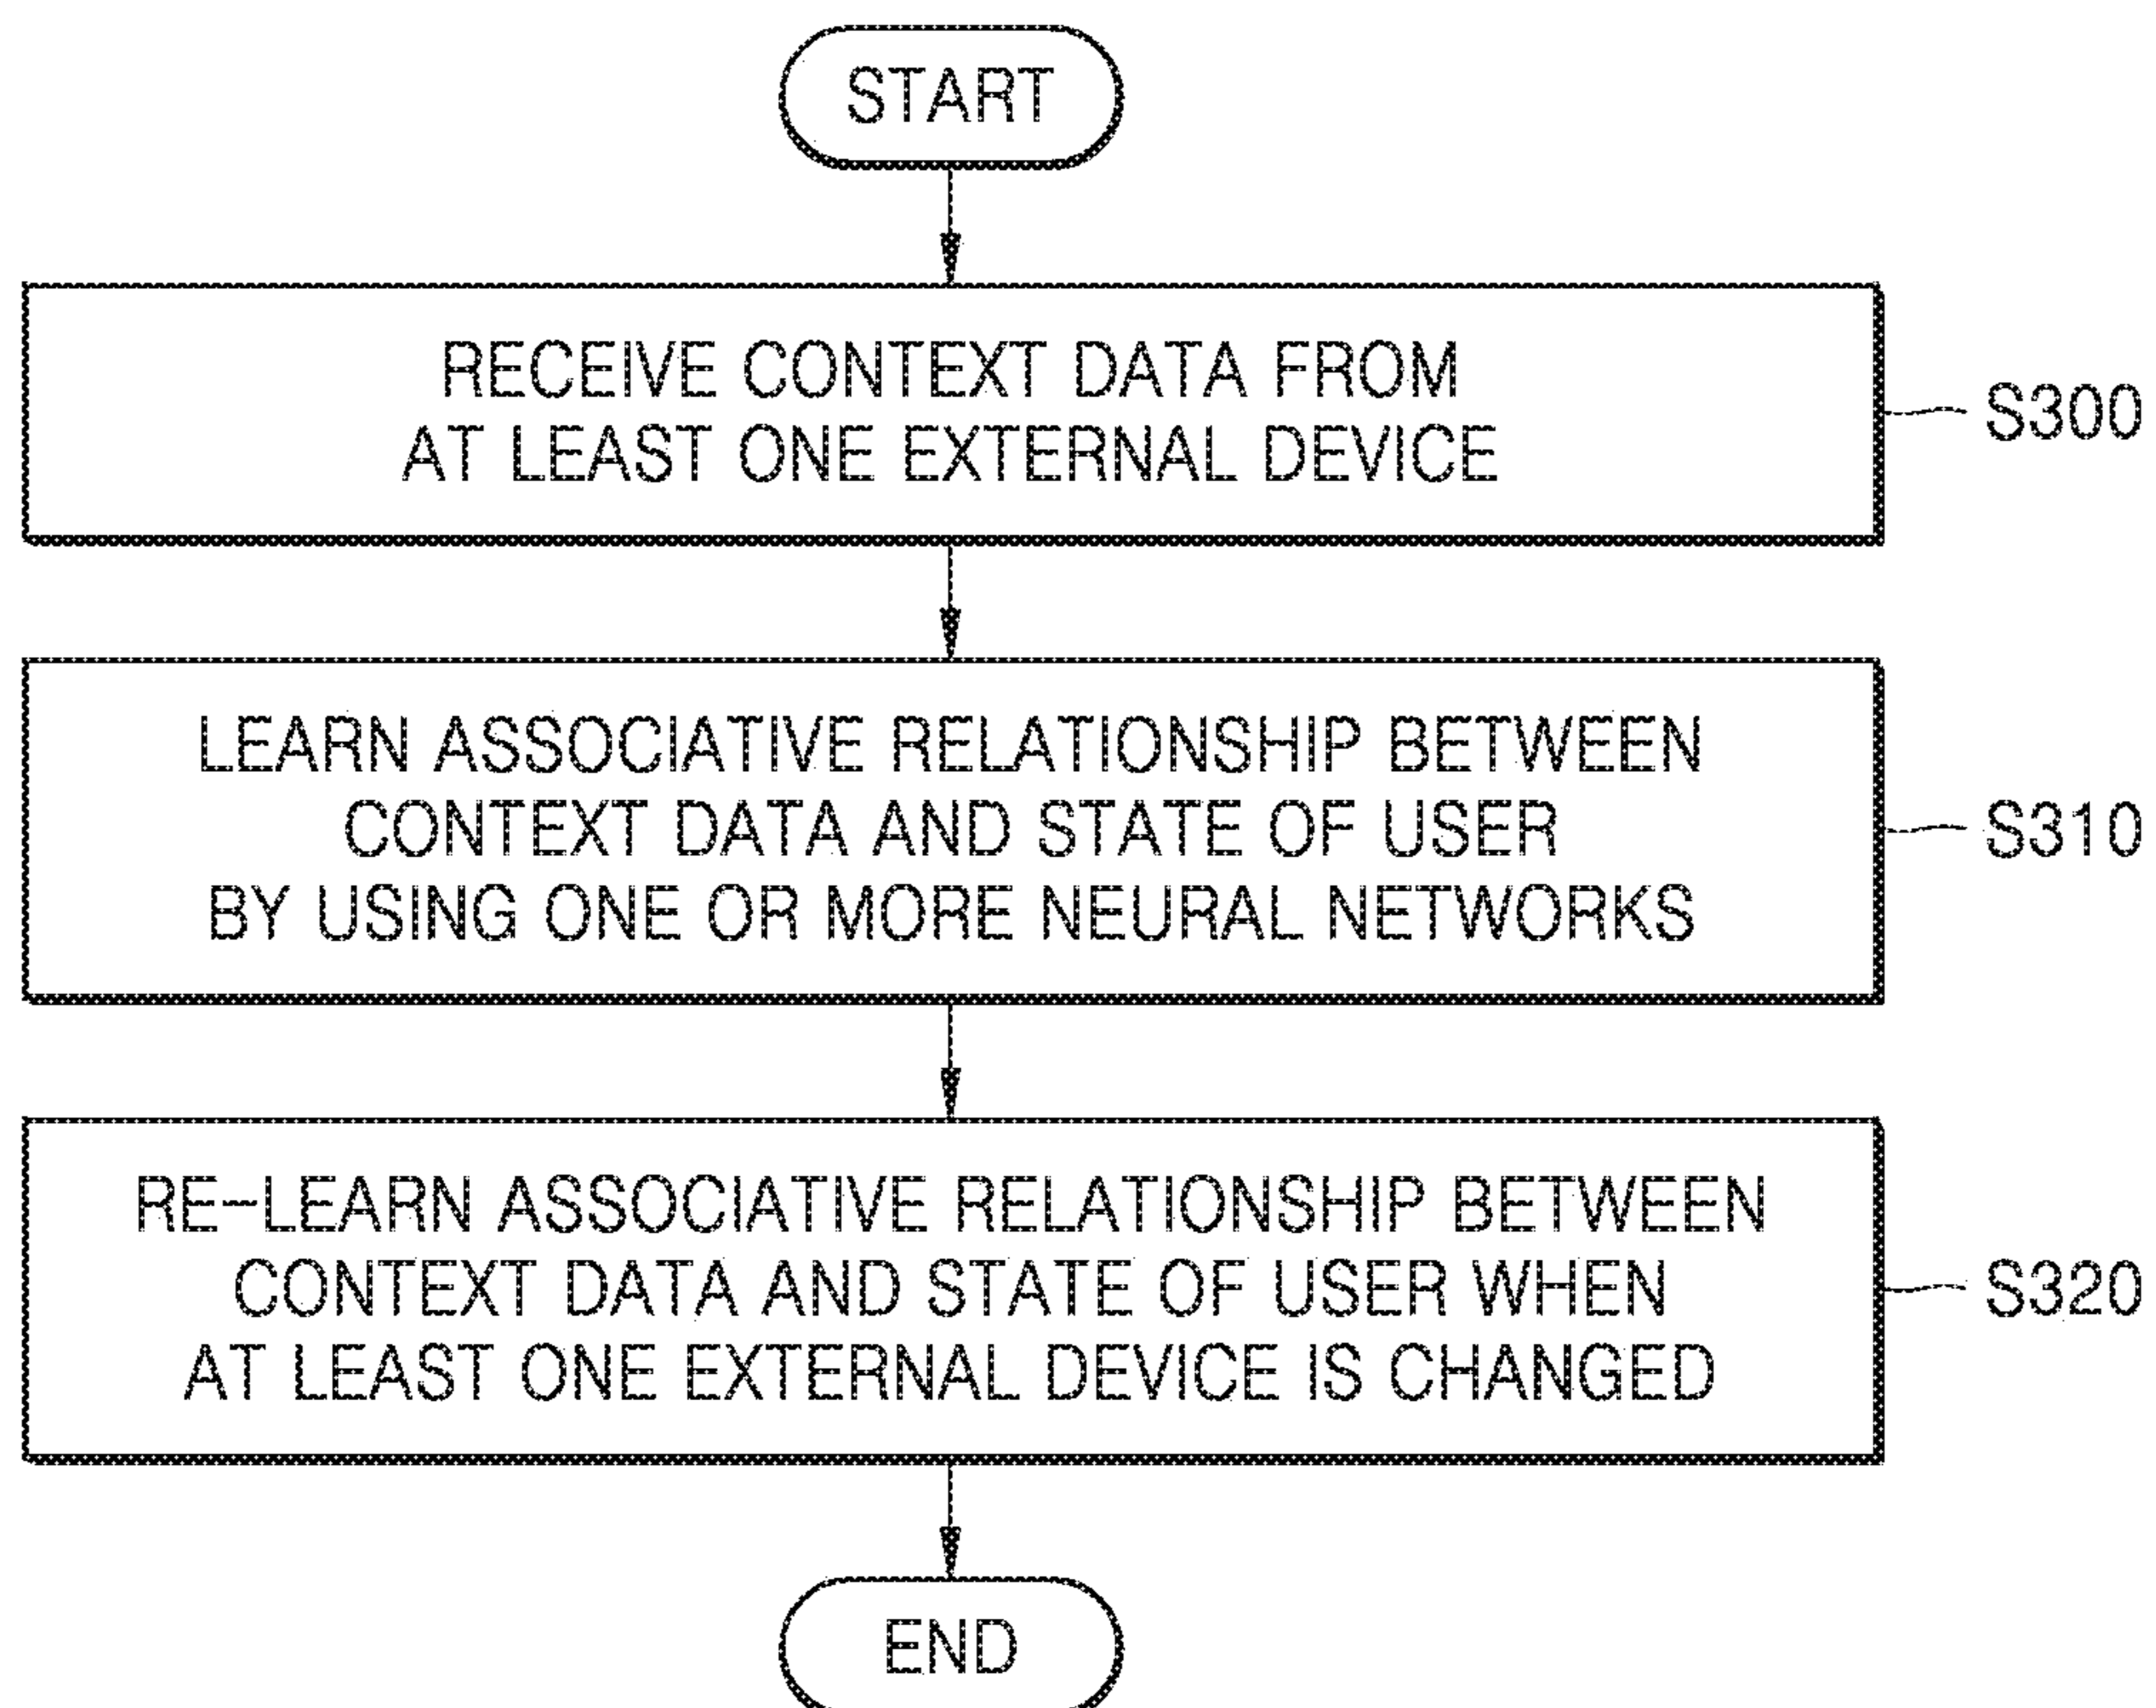 START
RECEIVE CONTEXT DATA FROM
AT LEAST ONE EXTERNAL DEVICE
S300
LEARN ASSOCIATIVE RELATIONSHIP BETWEEN
CONTEXT DATA AND STATE OF USER
BY USING ONE OR MORE NEURAL NETWORKS
S310
RE-LEARN ASSOCIATIVE RELATIONSHIP BETWEEN
CONTEXT DATA AND STATE OF USER WHEN
AT LEAST ONE EXTERNAL DEVICE IS CHANGED
S320
END